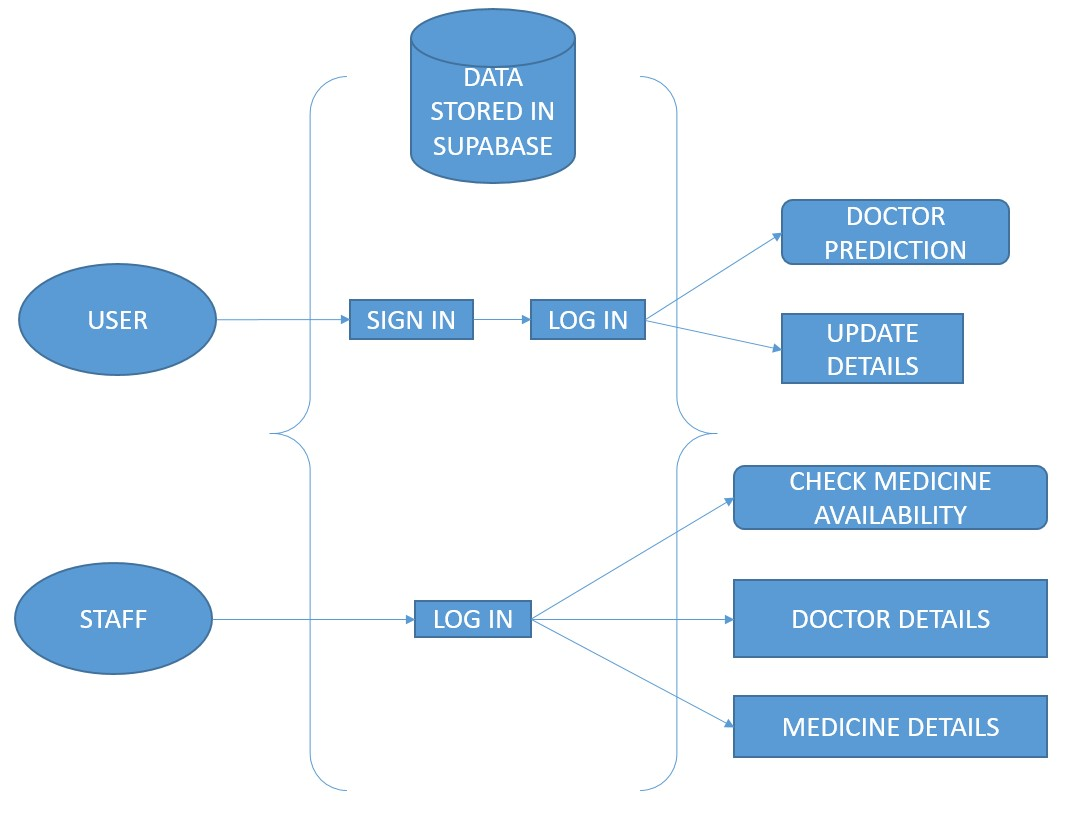 DATA
STORED IN
SUPABASE
DOCTOR
PREDICTION
USER
SIGN IN
LOG IN
UPDATE
DETAILS
CHECK MEDICINE
AVAILABILITY
STAFF
LOG IN
DOCTOR DETAILS
MEDICINE DETAILS